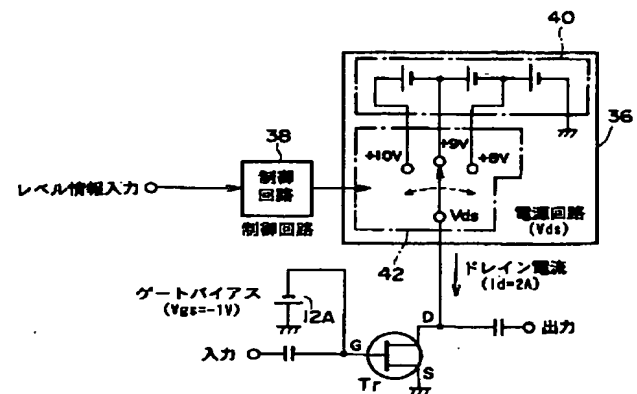 40
36
38
+10V
+9V
+8V
レベル情報入力
制御
回路
制御回路
Vds
電源回路
(Vds)
42
ドレイン電流
(Id=2A)
ゲートバイアス
(Vgs=-1V)
12A
D
出力
入力
G
S
Tr